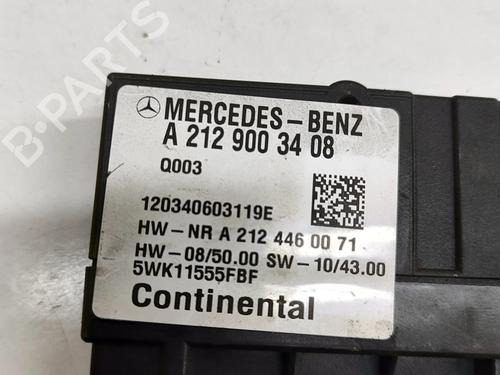 B-PARTS
MERCEDES-BENZ
A 212 900 34 08
Q003
120340603119E
HW-NR A 212 446 00 71
HW-08/50.00 SW-10/43.00
5WK11555FBF
Continental